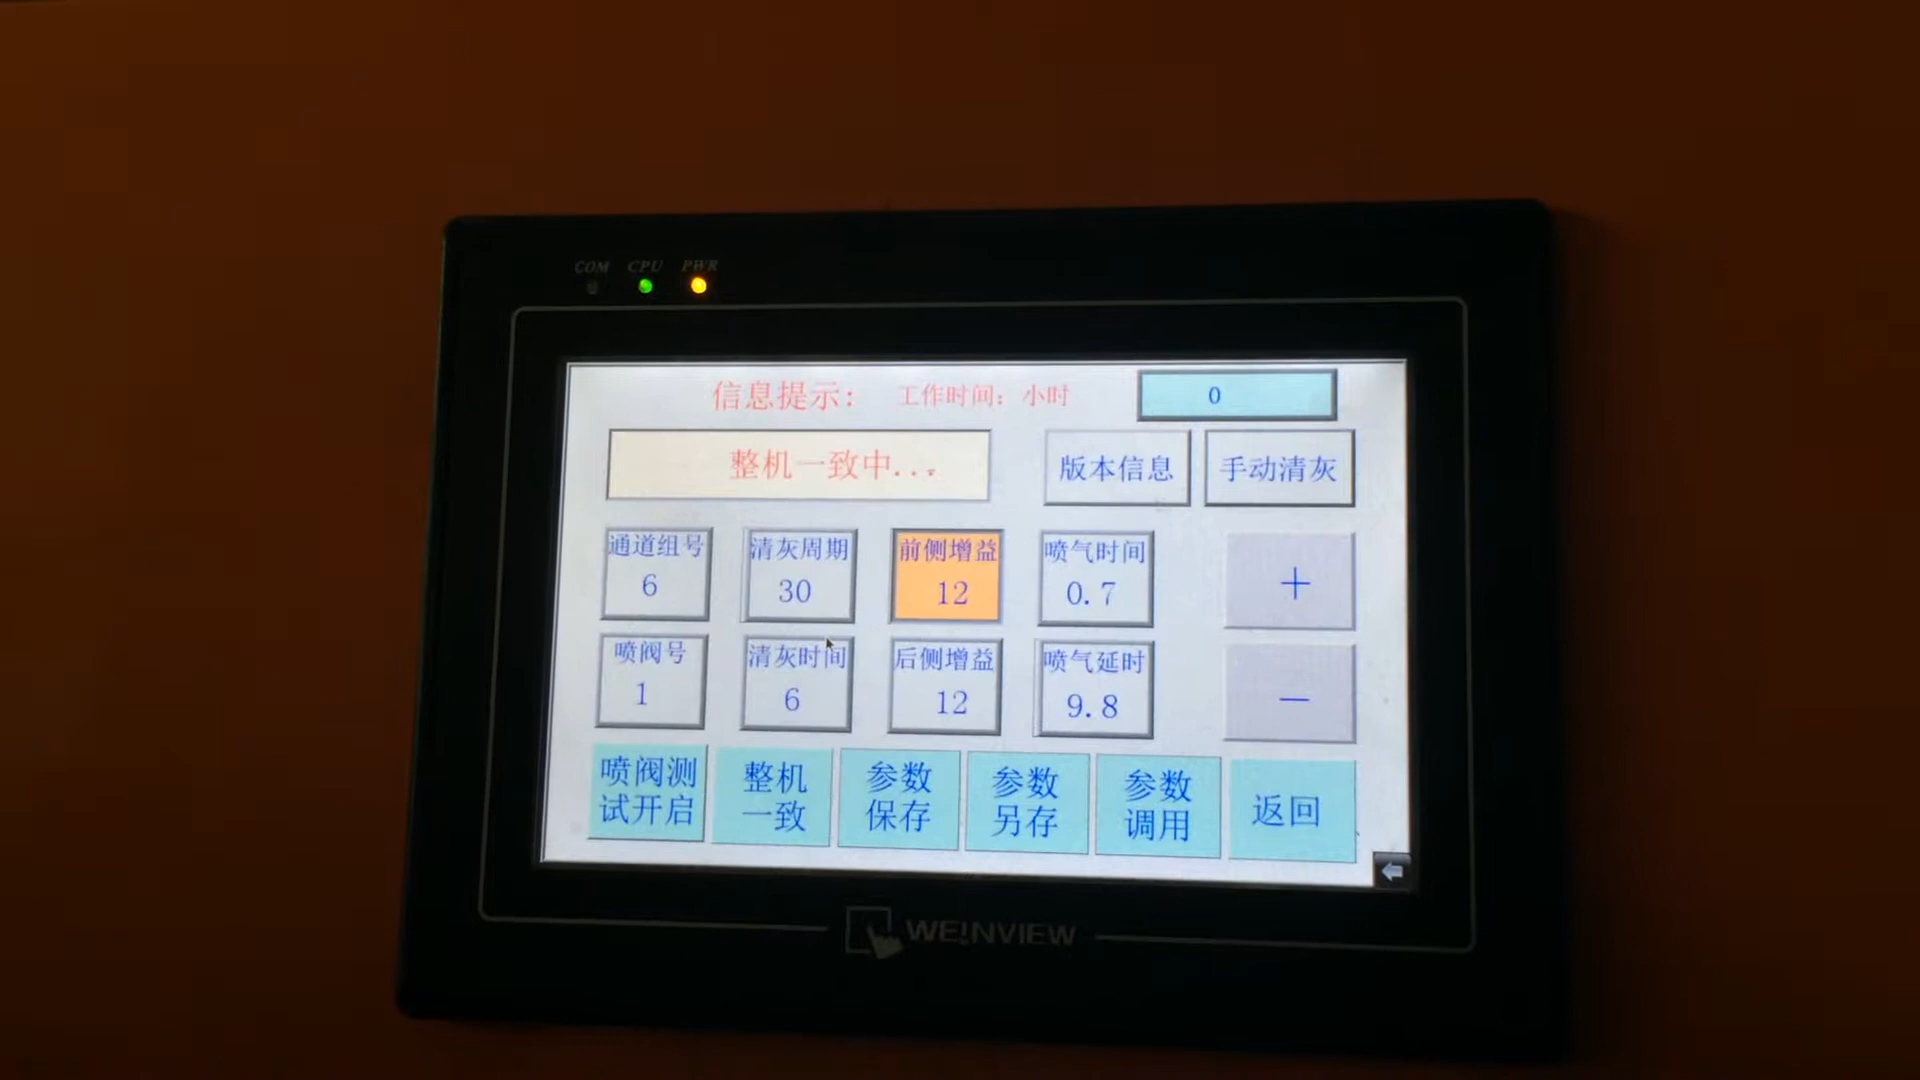 COM CPU PWR
信息提示: 工作时间: 小时 0
整机一致中...
版本信息 手动清灰
通道组号 清灰周期 前侧增益 喷气时间
6 30 12 0.7 +
喷阀号 清灰时间 后侧增益 喷气延时
1 6 12 9.8 -
喷阀测 整机 参数 参数 参数 返回
试开启 一致 保存 另存 调用
WE!NVIEW